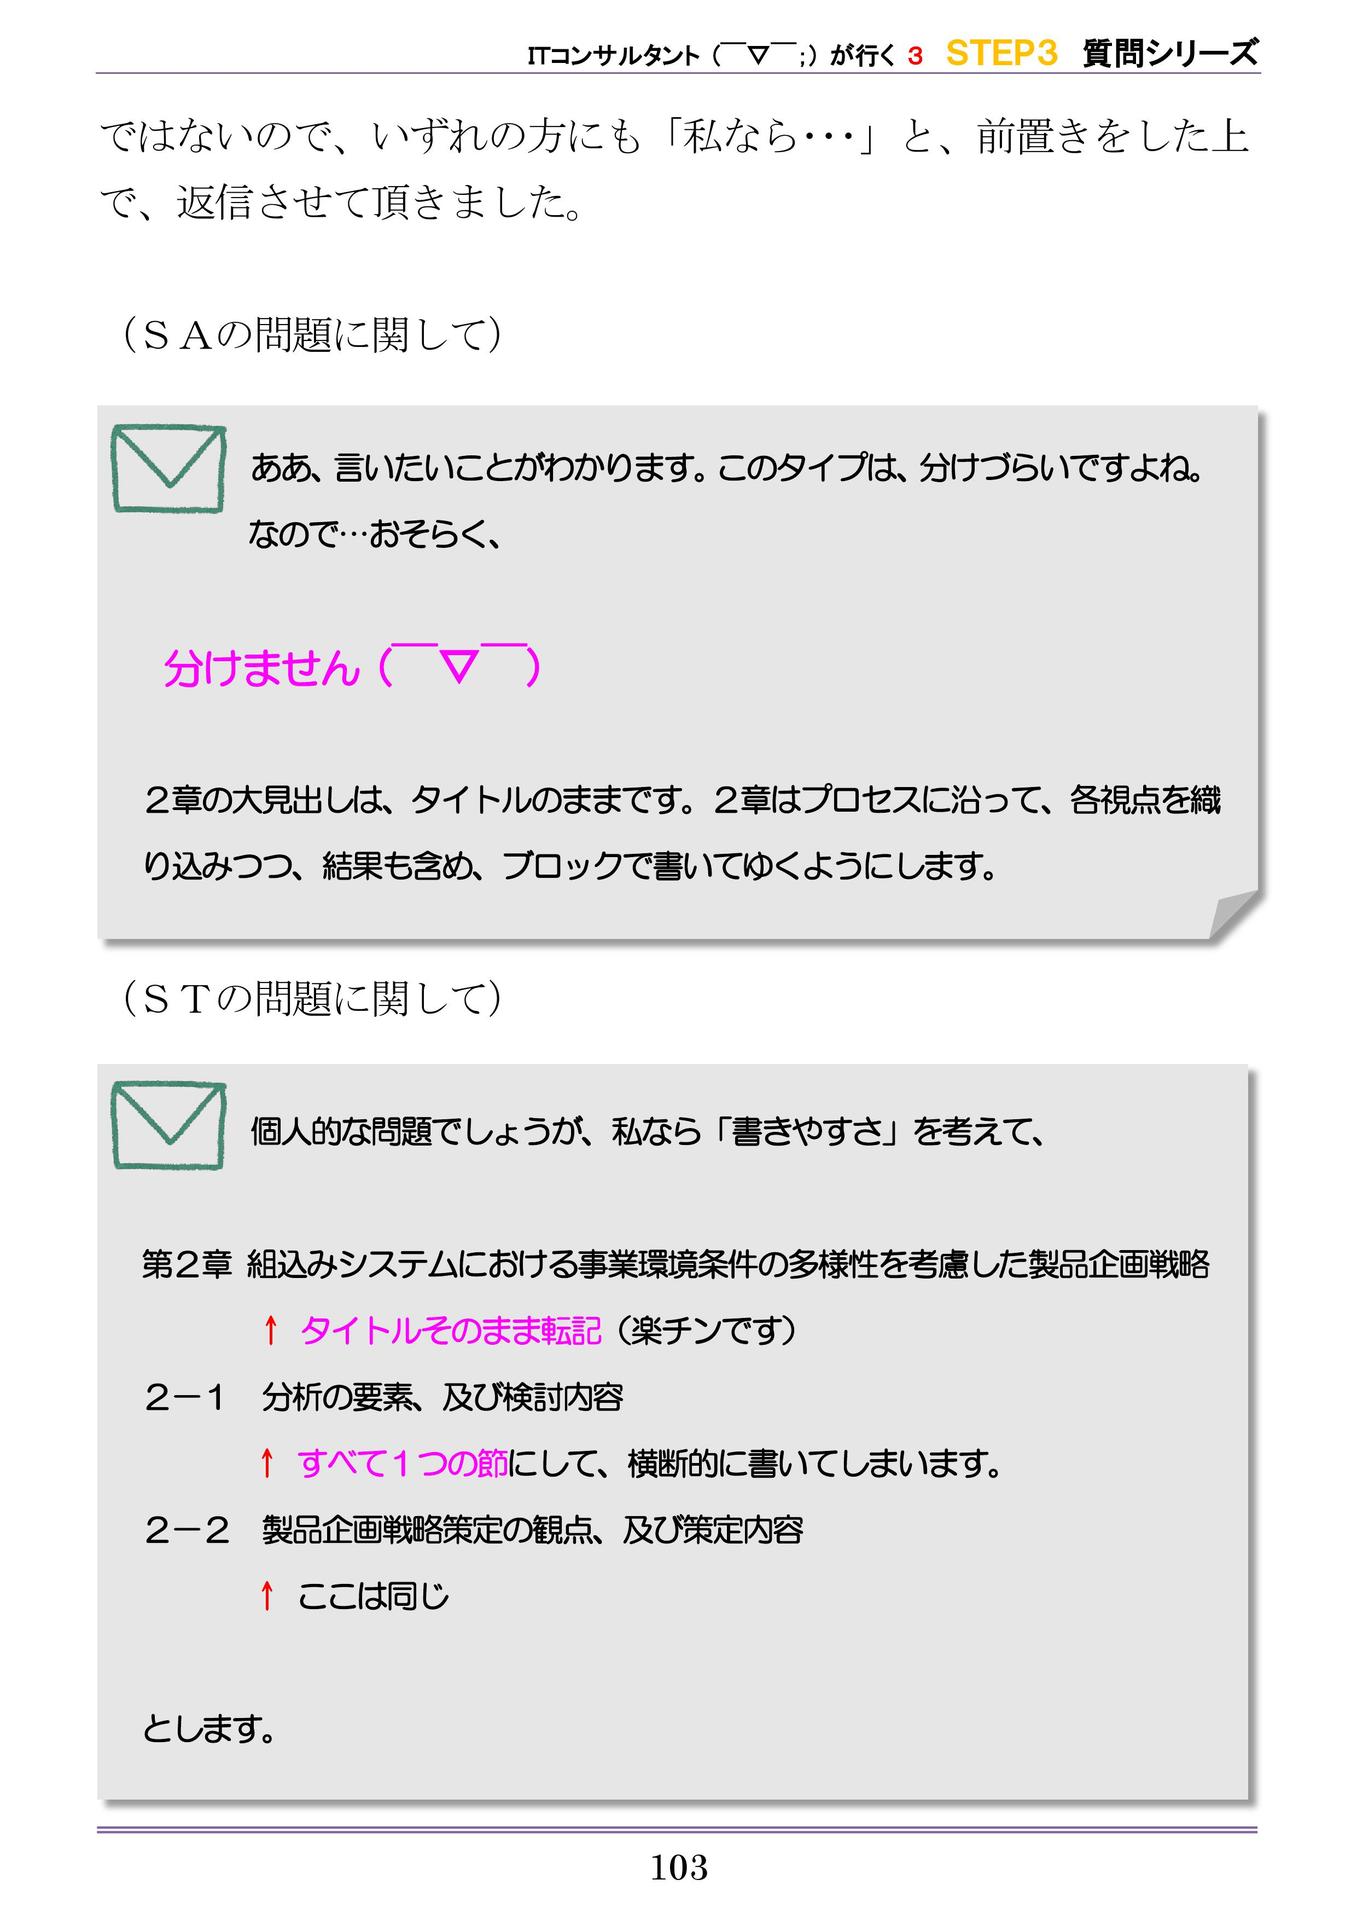 ITコンサルタント（￣▽￣；）が行く 3 STEP3 質問シリーズ
ではないので、いずれの方にも「私なら・・・」と、前置きをした上
で、返信させて頂きました。
（ＳＡの問題に関して）
ああ、言いたいことがわかります。このタイプは、分けづらいですよね。
なので…おそらく、
分けません（￣▽￣）
２章の大見出しは、タイトルのままです。２章はプロセスに沿って、各視点を織
り込みつつ、結果も含め、ブロックで書いてゆくようにします。
（ＳＴの問題に関して）
個人的な問題でしょうが、私なら「書きやすさ」を考えて、
第２章 組込みシステムにおける事業環境条件の多様性を考慮した製品企画戦略
↑ タイトルそのまま転記（楽チンです）
２－１　分析の要素、及び検討内容
↑ すべて１つの節にして、横断的に書いてしまいます。
２－２　製品企画戦略策定の観点、及び策定内容
↑ ここは同じ
とします。
103